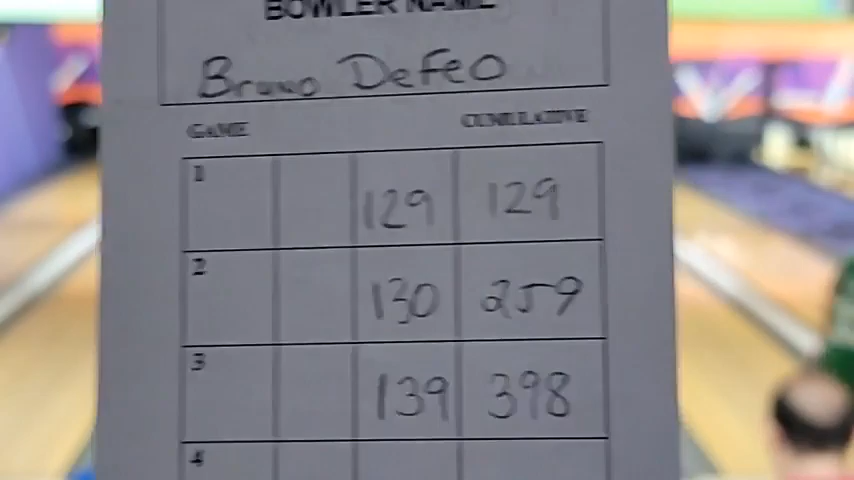 BOWLER NAME
Bruno DeFeo
GAME CUMULATIVE
1 129 129
2 130 259
3 139 398
4